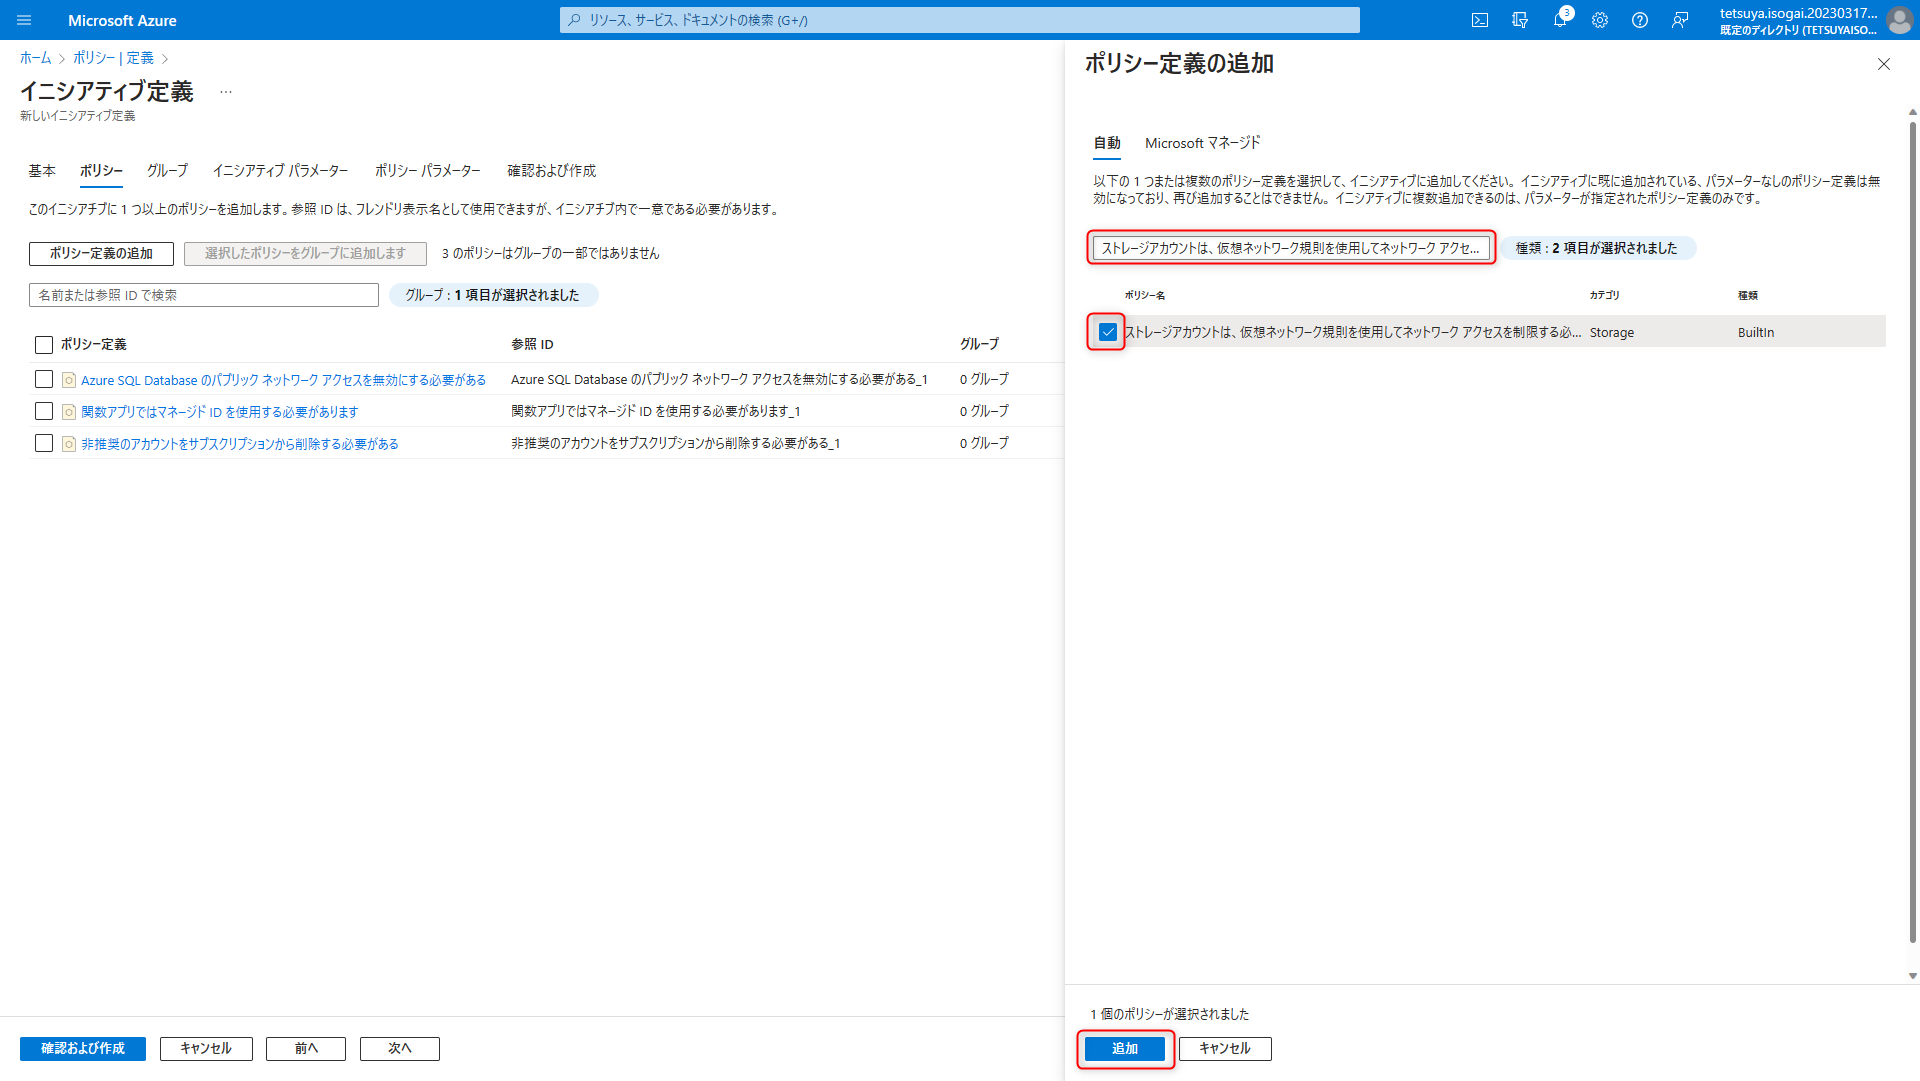 Microsoft Azure
リソース、サービス、ドキュメントの検索 (G+/)
3
tetsuya.isogai.20230317...
既定のディレクトリ (TETSUYAISO...
ホーム > ポリシー | 定義 >
イニシアティブ定義 ...
新しいイニシアティブ定義
基本 ポリシー グループ イニシアティブ パラメーター ポリシー パラメーター 確認および作成
このイニシアチブに 1 つ以上のポリシーを追加します。参照 ID は、フレンドリ表示名として使用できますが、イニシアチブ内で一意である必要があります。
ポリシー定義の追加 選択したポリシーをグループに追加します 3 のポリシーはグループの一部ではありません
名前または参照 ID で検索 グループ : 1 項目が選択されました
ポリシー定義 参照 ID グループ
Azure SQL Database のパブリック ネットワーク アクセスを無効にする必要がある Azure SQL Database のパブリック ネットワーク アクセスを無効にする必要がある_1 0 グループ
関数アプリではマネージド ID を使用する必要があります 関数アプリではマネージド ID を使用する必要があります_1 0 グループ
非推奨のアカウントをサブスクリプションから削除する必要がある 非推奨のアカウントをサブスクリプションから削除する必要がある_1 0 グループ
確認および作成 キャンセル 前へ 次へ
ポリシー定義の追加
自動 Microsoft マネージド
以下の 1 つまたは複数のポリシー定義を選択して、イニシアティブに追加してください。イニシアティブに既に追加されている、パラメーターなしのポリシー定義は無
効になっており、再び追加することはできません。イニシアティブに複数追加できるのは、パラメーターが指定されたポリシー定義のみです。
ストレージアカウントは、仮想ネットワーク規則を使用してネットワーク アクセ... 種類 : 2 項目が選択されました
ポリシー名 カテゴリ 種類
ストレージアカウントは、仮想ネットワーク規則を使用してネットワーク アクセスを制限する必... Storage BuiltIn
1 個のポリシーが選択されました
追加 キャンセル